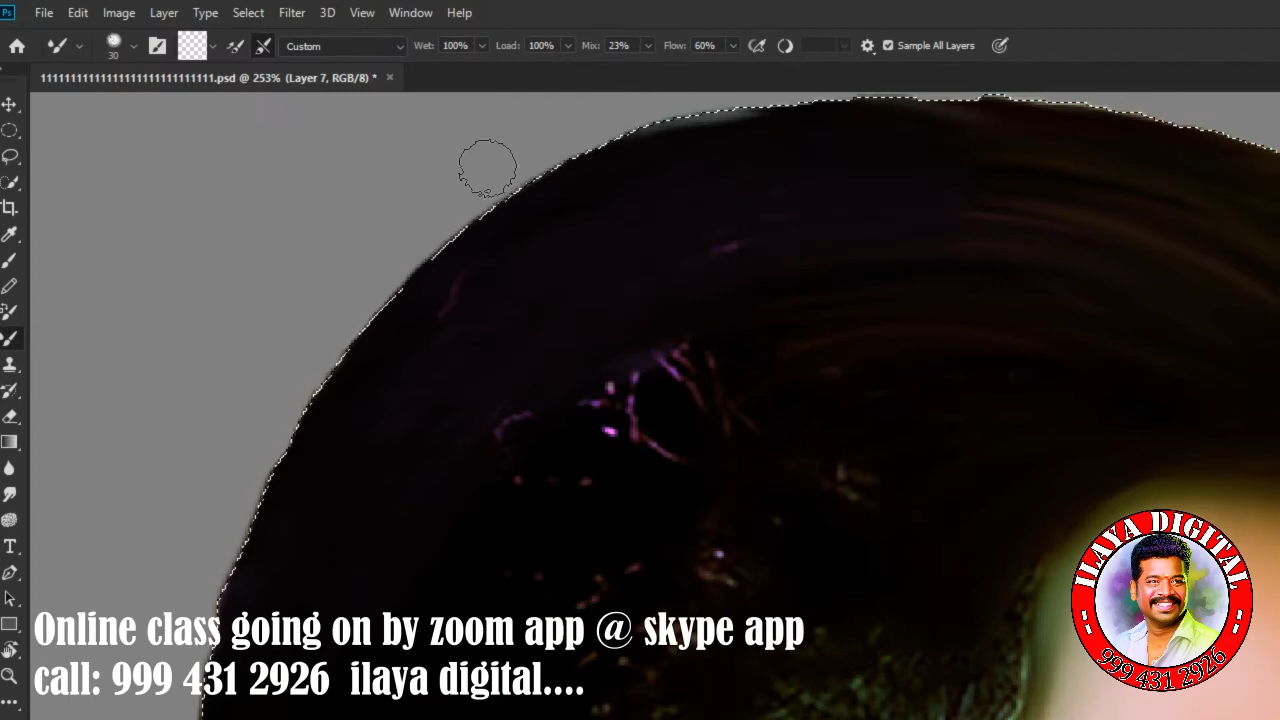 Ps File Edit Image Layer Type Select Filter 3D View Window Help
30 Custom Wet: 100% Load: 100% Mix: 23% Flow: 60% Sample All Layers
.psd @ 253% (Layer 7, RGB/8) * ×
T
ILAYA DIGITAL
999 431 2926
Online class going on by zoom app @ skype app
call: 999 431 2926 ilaya digital....